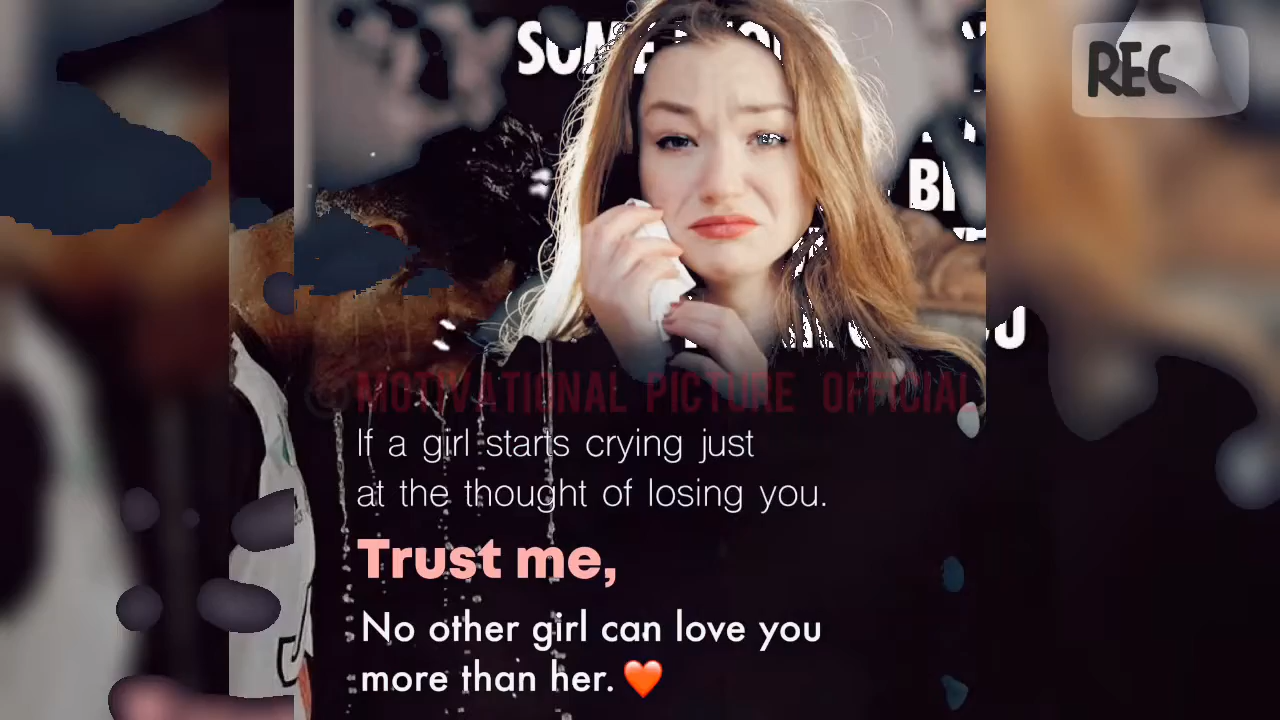 REC
@MOTIVATIONAL PICTURE OFFICIAL
If a girl starts crying just
at the thought of losing you.
Trust me,
No other girl can love you
more than her. ❤️